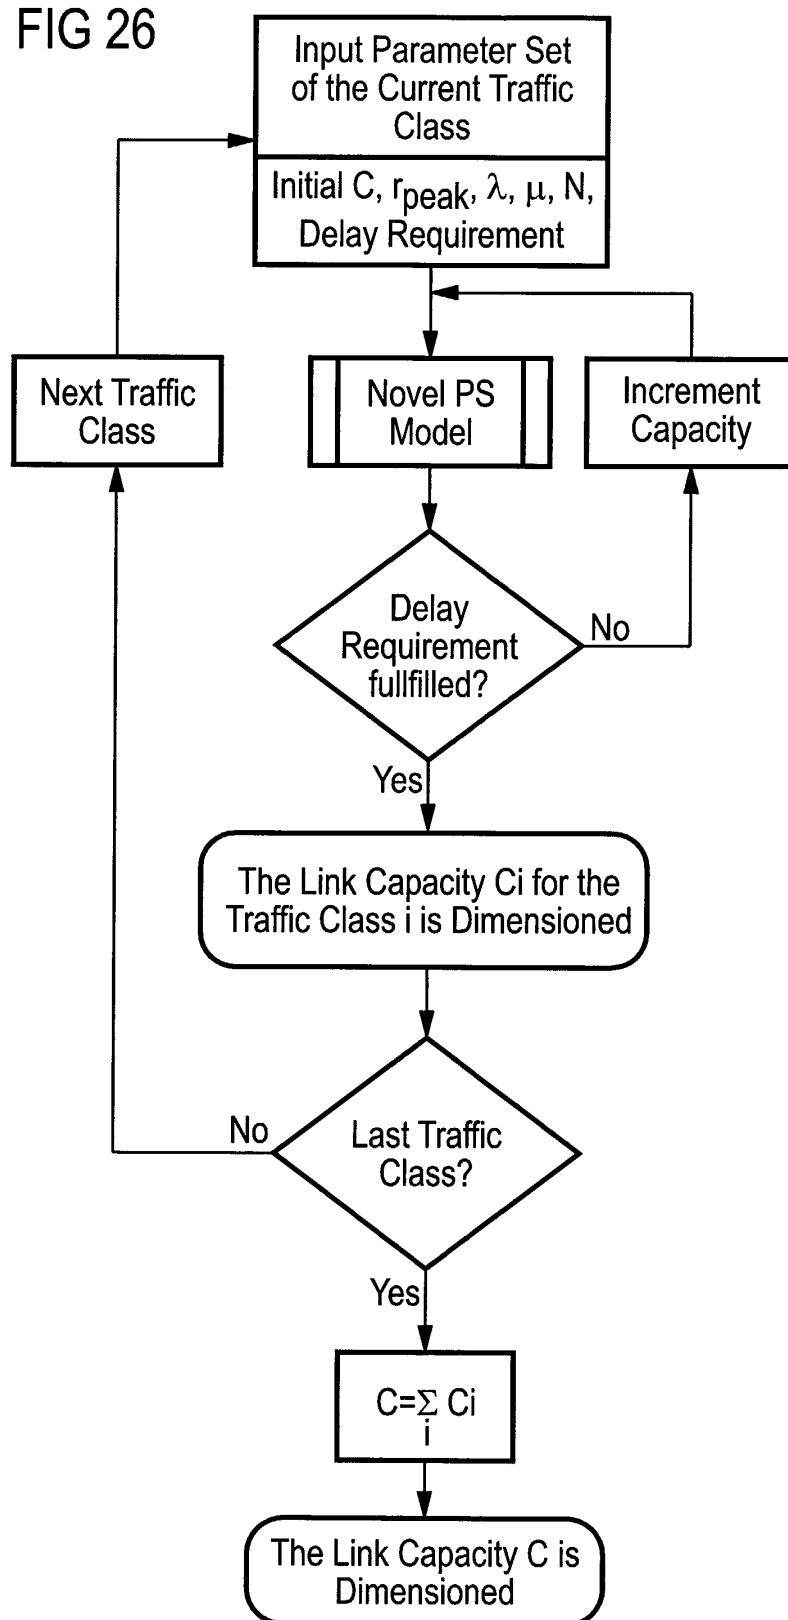 FIG 26
Input Parameter Set
of the Current Traffic
Class
Initial C, r_peak, λ, μ, N,
Delay Requirement
Next Traffic
Class
Novel PS
Model
Increment
Capacity
Delay
Requirement
fullfilled?
No
Yes
The Link Capacity Ci for the
Traffic Class i is Dimensioned
No
Last Traffic
Class?
Yes
C=Σ Ci
i
The Link Capacity C is
Dimensioned